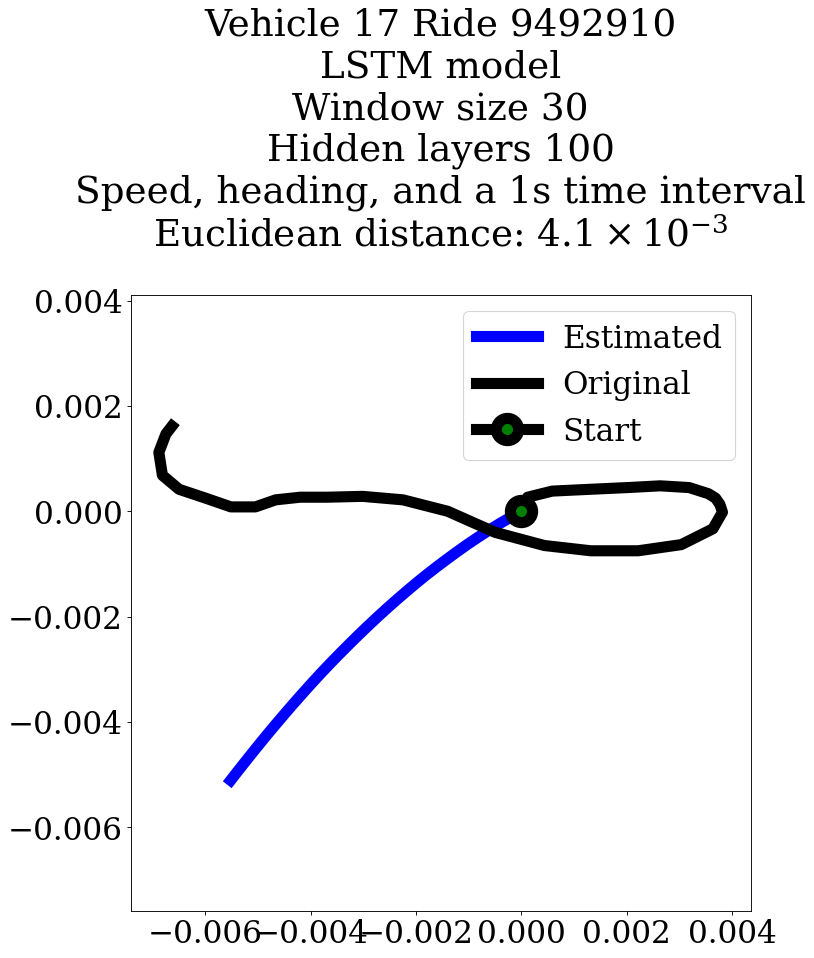 Vehicle 17 Ride 9492910
LSTM model
Window size 30
Hidden layers 100
Speed, heading, and a 1s time interval
Euclidean distance: 4.1 × 10⁻³
0.004
0.002
0.000
−0.002
−0.004
−0.006
Estimated
Original
Start
−0.006 −0.004 −0.002 0.000 0.002 0.004